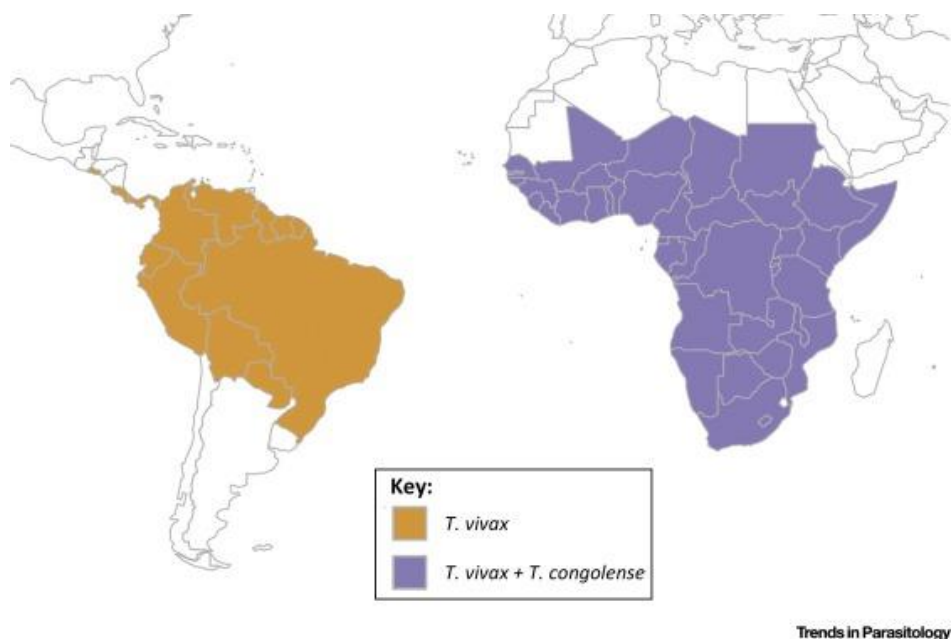 Key:
T. vivax
T. vivax + T. congolense
Trends in Parasitology